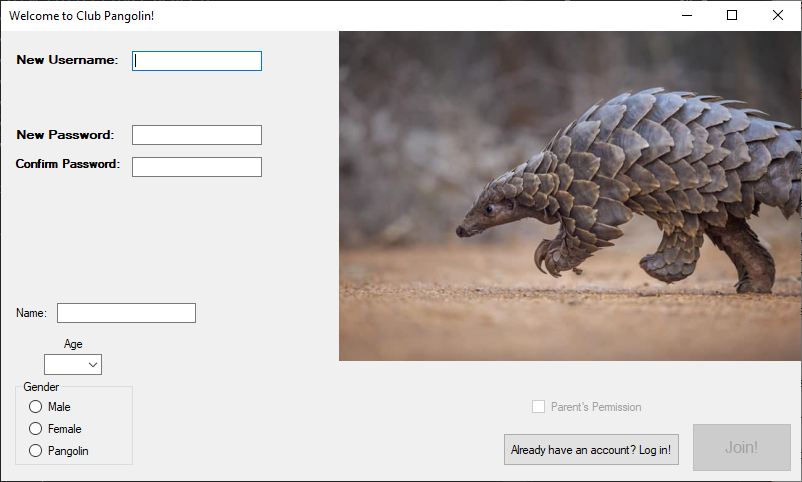 Welcome to Club Pangolin!
New Username:
New Password:
Confirm Password:
Name:
Age
Gender
Male
Female
Pangolin
Parent's Permission
Already have an account? Log in!
Join!